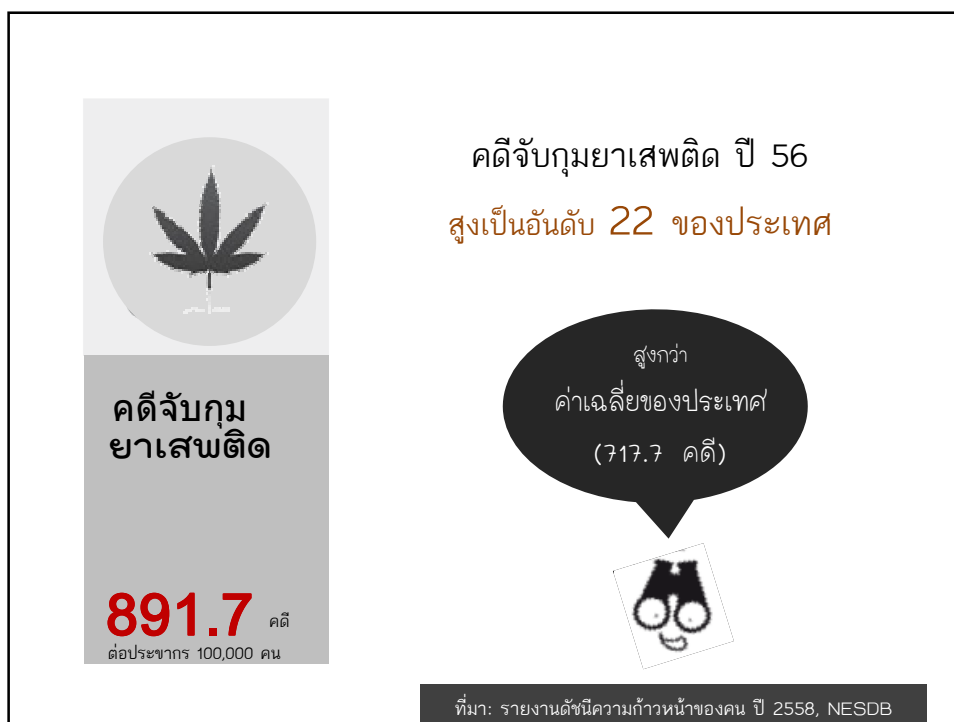 คดีจับกุมยาเสพติด ปี 56
สูงเป็นอันดับ 22 ของประเทศ
สูงกว่า
ค่าเฉลี่ยของประเทศ
(717.7 คดี)
คดีจับกุม
ยาเสพติด
891.7 คดี
ต่อประชากร 100,000 คน
ที่มา: รายงานดัชนีความก้าวหน้าของคน ปี 2558, NESDB